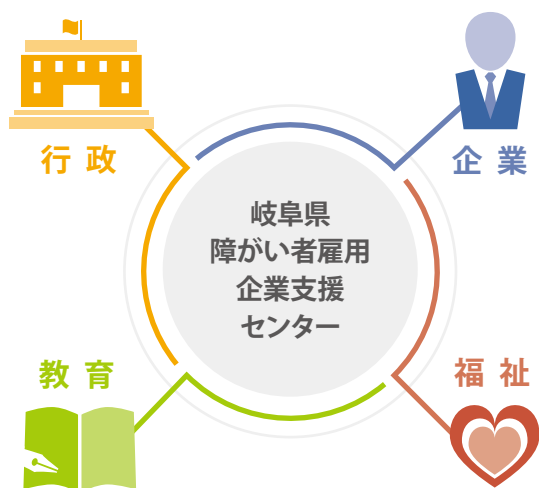 行政
企業
岐阜県
障がい者雇用
企業支援
センター
教育
福祉